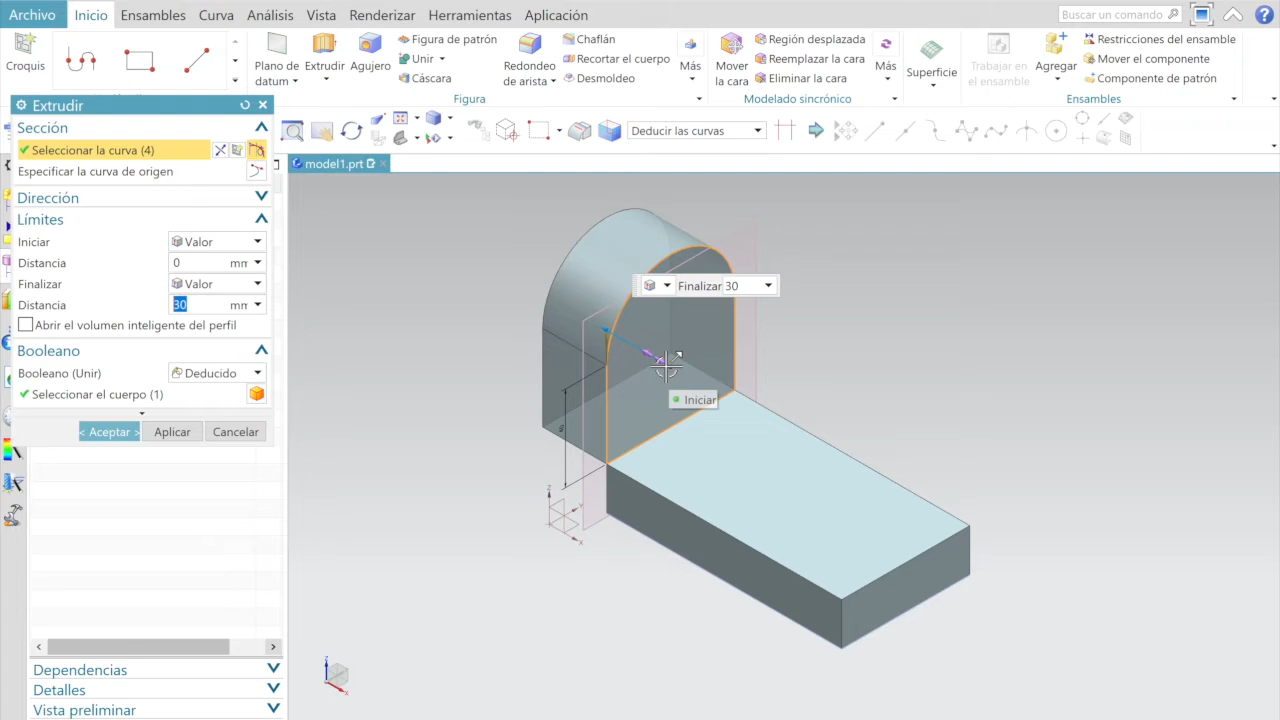 Archivo Inicio Ensambles Curva Análisis Vista Renderizar Herramientas Aplicación Buscar un comando
Croquis
Plano de datum
Extrudir
Agujero
Figura de patrón
Unir
Cáscara
Redondeo de arista
Chaflán
Recortar el cuerpo
Desmoldeo
Más
Figura
Mover la cara
Región desplazada
Reemplazar la cara
Eliminar la cara
Más
Modelado sincrónico
Superficie
Trabajar en el ensamble
Agregar
Restricciones del ensamble
Mover el componente
Componente de patrón
Ensambles
Deducir las curvas
model1.prt
Extrudir
Sección
Seleccionar la curva (4)
Especificar la curva de origen
Dirección
Límites
Iniciar Valor
Distancia 0 mm
Finalizar Valor
Distancia 30 mm
Abrir el volumen inteligente del perfil
Booleano
Booleano (Unir) Deducido
Seleccionar el cuerpo (1)
< Aceptar > Aplicar Cancelar
Finalizar 30
Iniciar
Z
Y
X
Z
X
Dependencias
Detalles
Vista preliminar